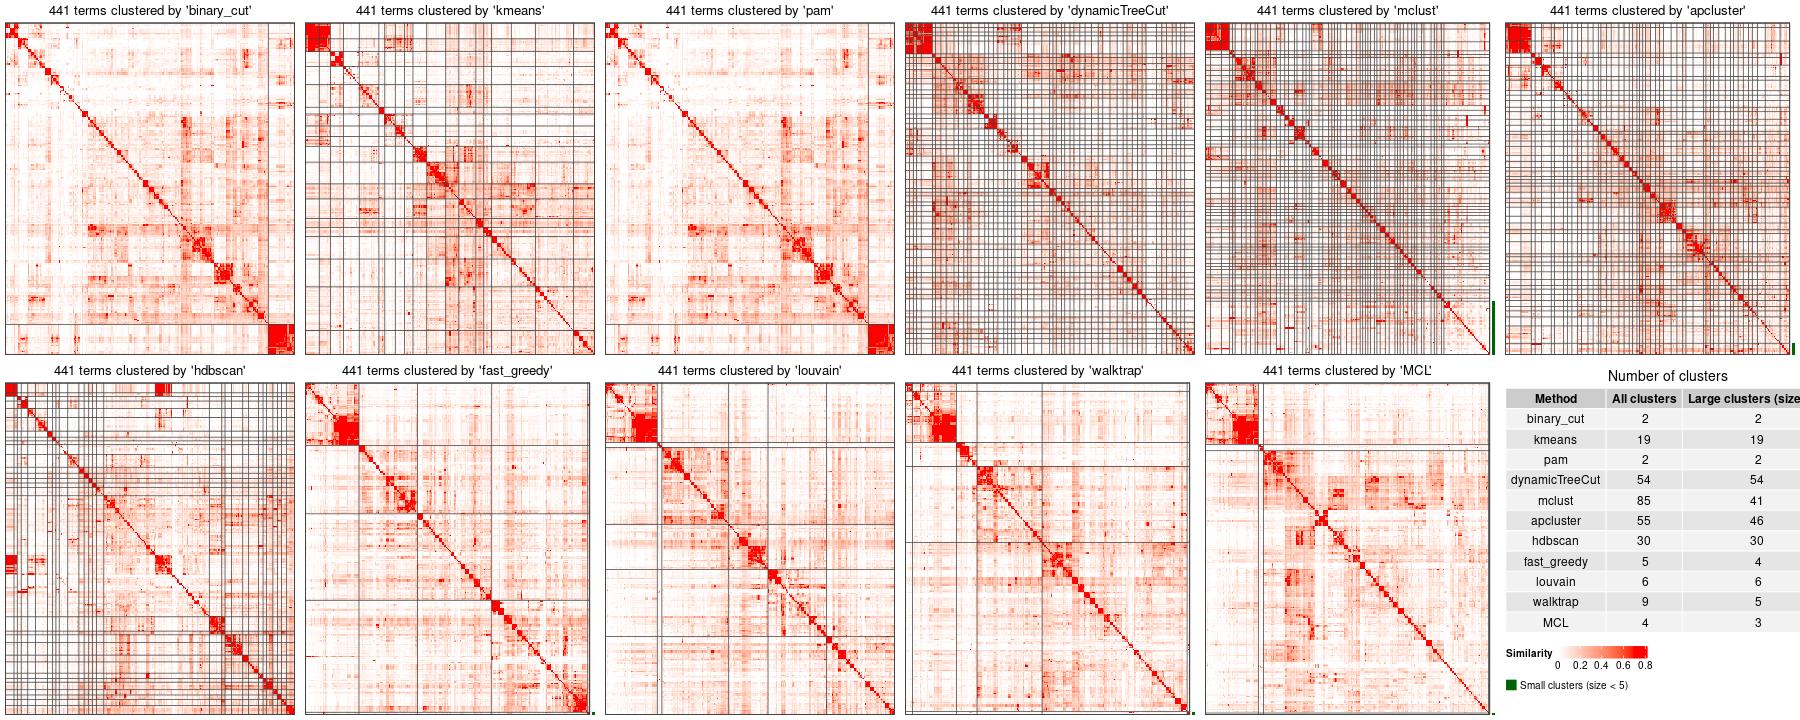 441 terms clustered by 'binary_cut'
441 terms clustered by 'kmeans'
441 terms clustered by 'pam'
441 terms clustered by 'dynamicTreeCut'
441 terms clustered by 'mclust'
441 terms clustered by 'apcluster'
441 terms clustered by 'hdbscan'
441 terms clustered by 'fast_greedy'
441 terms clustered by 'louvain'
441 terms clustered by 'walktrap'
441 terms clustered by 'MCL'
Number of clusters
Method All clusters Large clusters (size
binary_cut 2 2
kmeans 19 19
pam 2 2
dynamicTreeCut 54 54
mclust 85 41
apcluster 55 46
hdbscan 30 30
fast_greedy 5 4
louvain 6 6
walktrap 9 5
MCL 4 3
Similarity
0 0.2 0.4 0.6 0.8
Small clusters (size < 5)